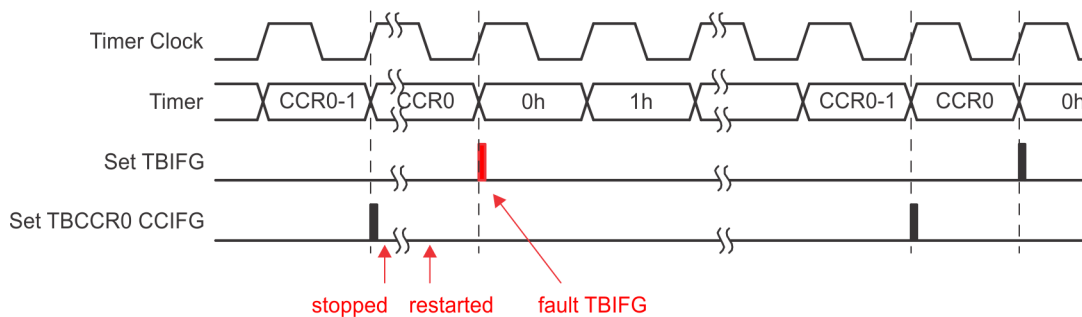 Timer Clock
Timer CCR0-1 CCR0 0h 1h CCR0-1 CCR0 0h
Set TBIFG
Set TBCCR0 CCIFG
stopped restarted fault TBIFG